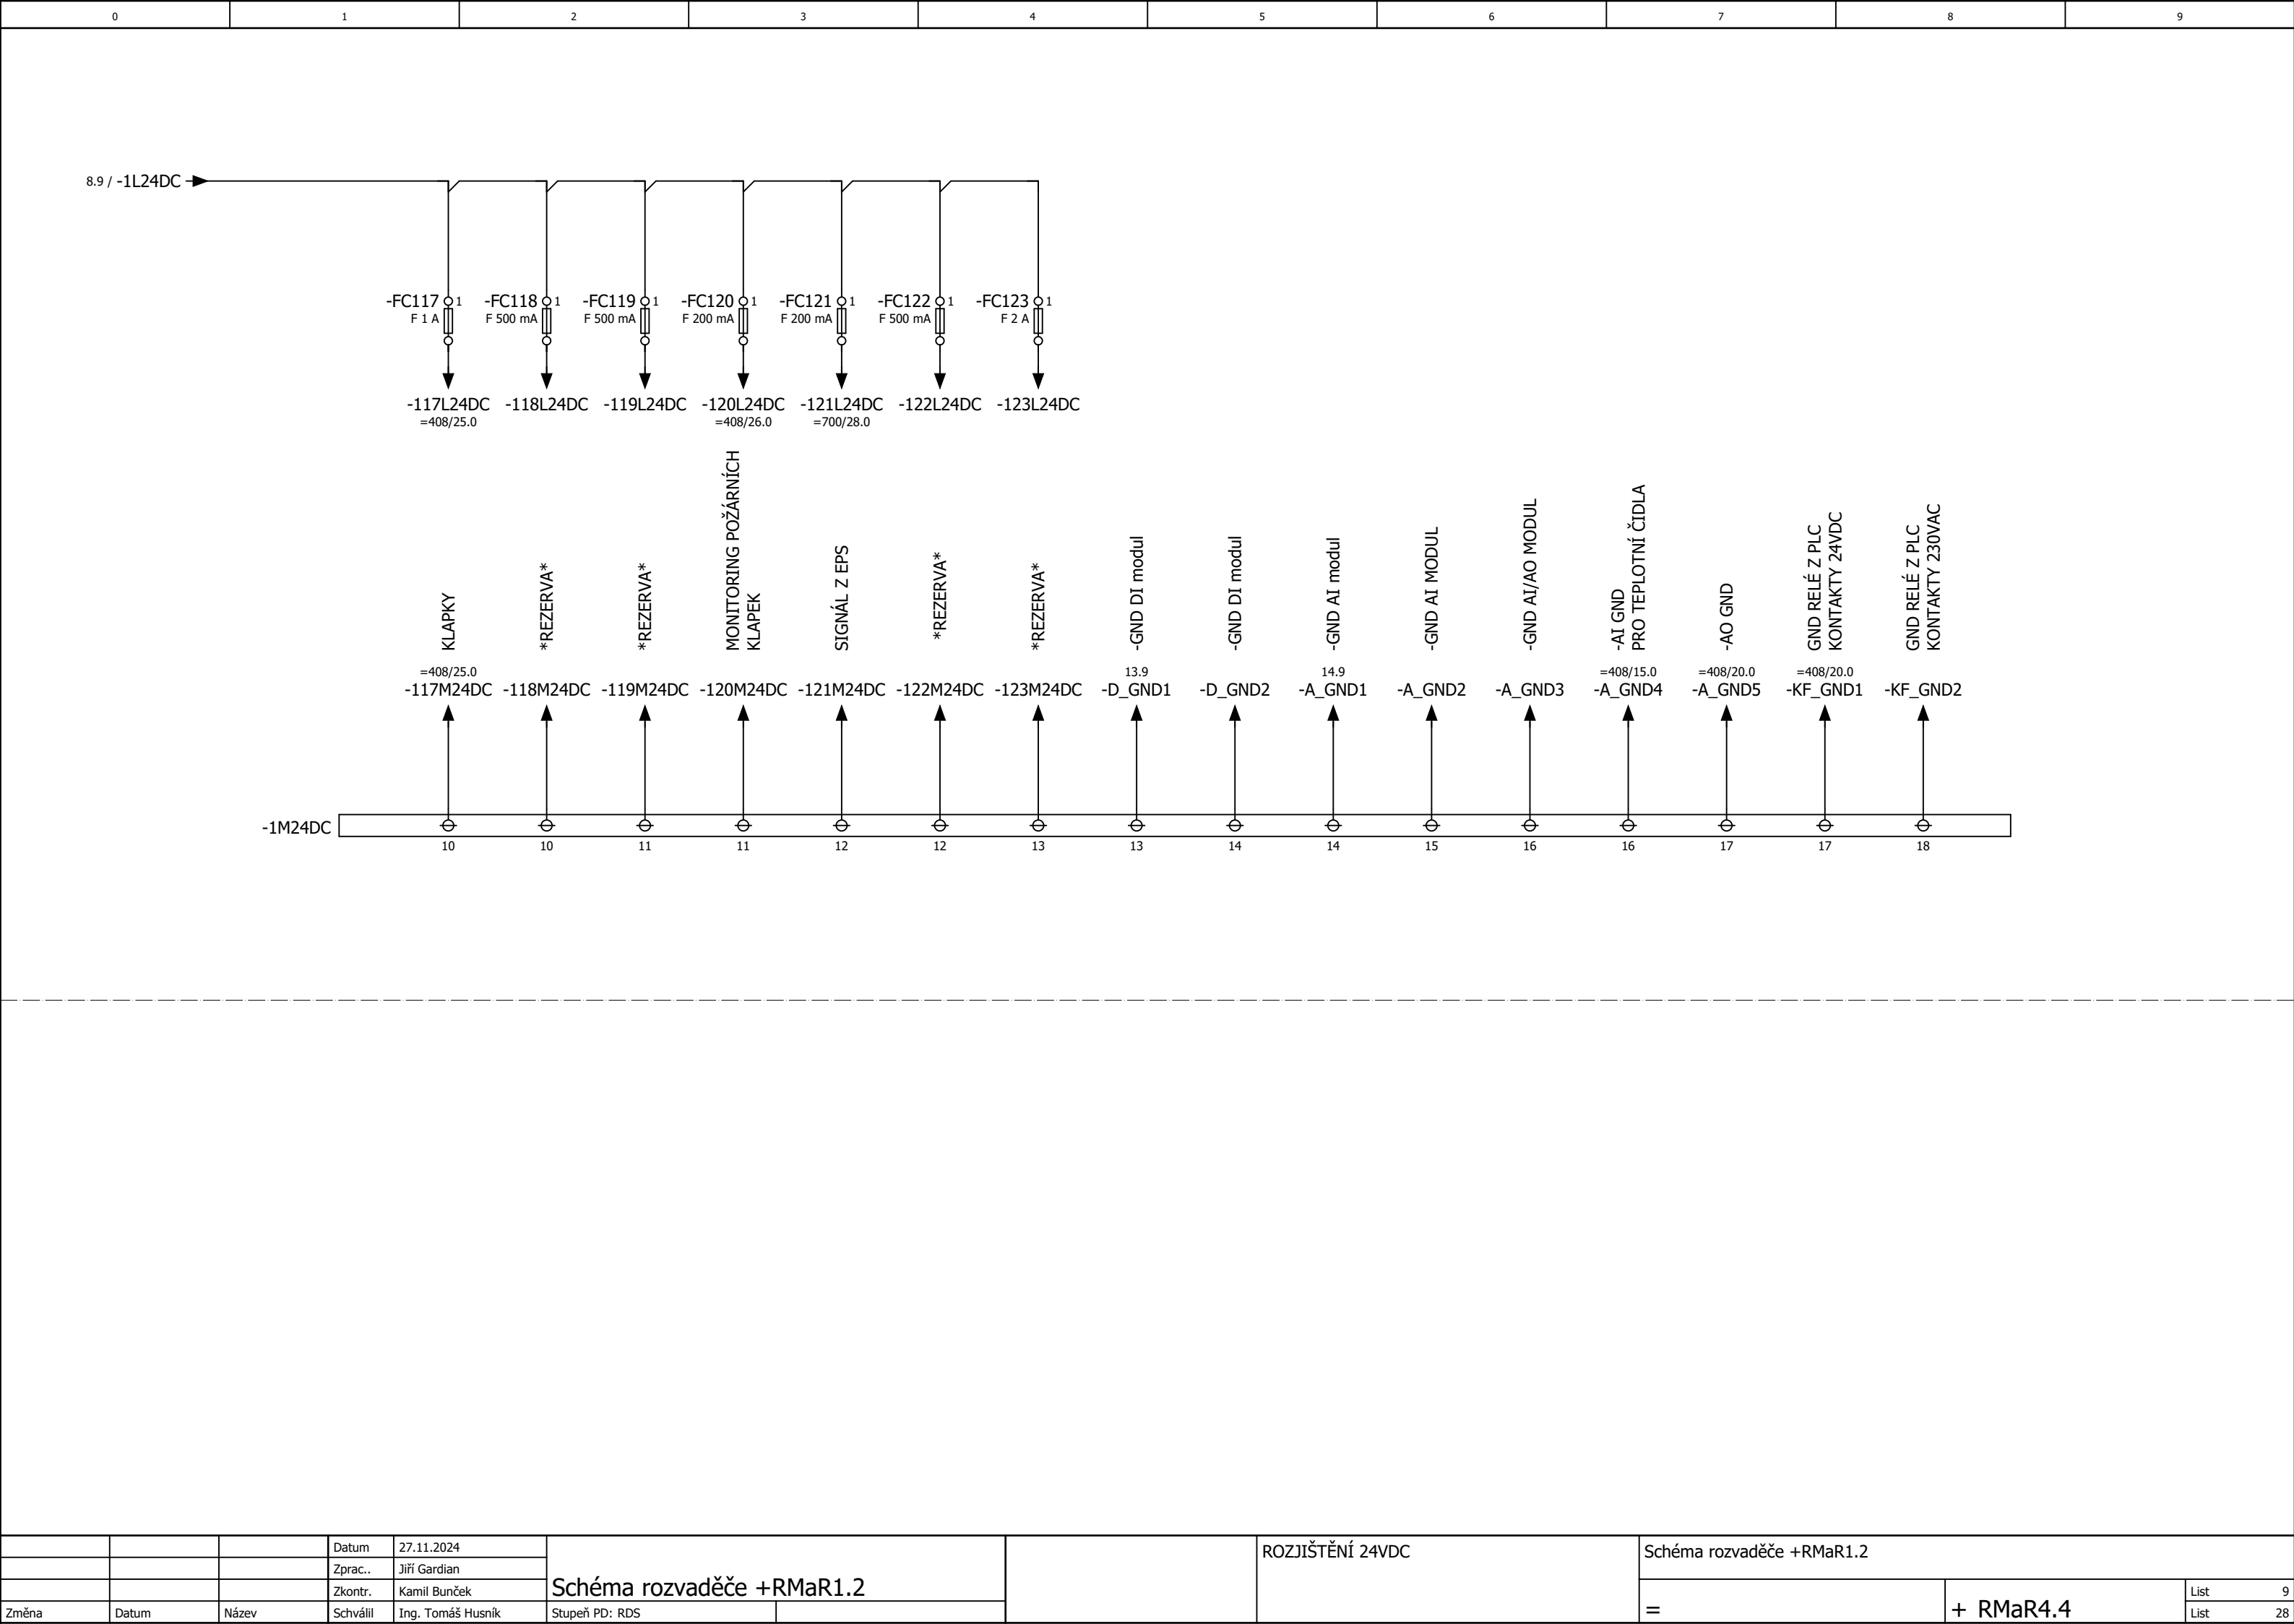 0 1 2 3 4 5 6 7 8 9
8.9 / -1L24DC
-FC117 1 -FC118 1 -FC119 1 -FC120 1 -FC121 1 -FC122 1 -FC123 1
F 1 A F 500 mA F 500 mA F 200 mA F 200 mA F 500 mA F 2 A
-117L24DC -118L24DC -119L24DC -120L24DC -121L24DC -122L24DC -123L24DC
=408/25.0 =408/26.0 =700/28.0
KLAPKY
*REZERVA*
*REZERVA*
MONITORING POŽÁRNÍCH
KLAPEK
SIGNÁL Z EPS
*REZERVA*
*REZERVA*
-GND DI modul
-GND DI modul
-GND AI modul
-GND AI MODUL
-GND AI/AO MODUL
-AI GND
PRO TEPLOTNÍ ČIDLA
-AO GND
GND RELÉ Z PLC
KONTAKTY 24VDC
GND RELÉ Z PLC
KONTAKTY 230VAC
=408/25.0 13.9 14.9 =408/15.0 =408/20.0 =408/20.0
-117M24DC -118M24DC -119M24DC -120M24DC -121M24DC -122M24DC -123M24DC -D_GND1 -D_GND2 -A_GND1 -A_GND2 -A_GND3 -A_GND4 -A_GND5 -KF_GND1 -KF_GND2
-1M24DC
10 10 11 11 12 12 13 13 14 14 15 16 16 17 17 18
Datum 27.11.2024
Zprac.. Jiří Gardian
Zkontr. Kamil Bunček
Změna Datum Název Schválil Ing. Tomáš Husník
Schéma rozvaděče +RMaR1.2
Stupeň PD: RDS
ROZJIŠTĚNÍ 24VDC
Schéma rozvaděče +RMaR1.2
= + RMaR4.4
List 9
List 28